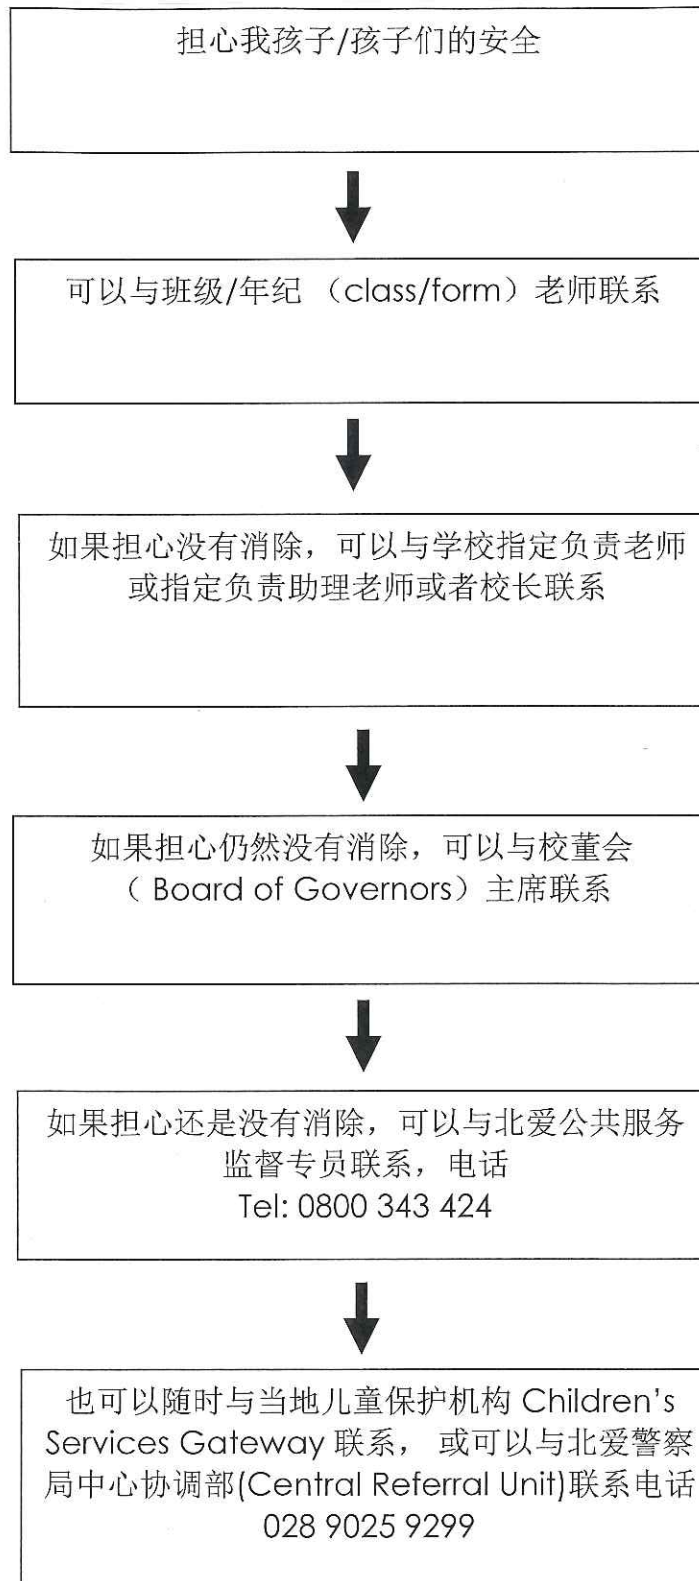 担心我孩子/孩子们的安全
可以与班级/年纪 （class/form）老师联系
如果担心没有消除，可以与学校指定负责老师
或指定负责助理老师或者校长联系
如果担心仍然没有消除，可以与校董会
（ Board of Governors）主席联系
如果担心还是没有消除，可以与北爱公共服务
监督专员联系，电话
Tel: 0800 343 424
也可以随时与当地儿童保护机构 Children’s
Services Gateway 联系， 或可以与北爱警察
局中心协调部(Central Referral Unit)联系电话
028 9025 9299